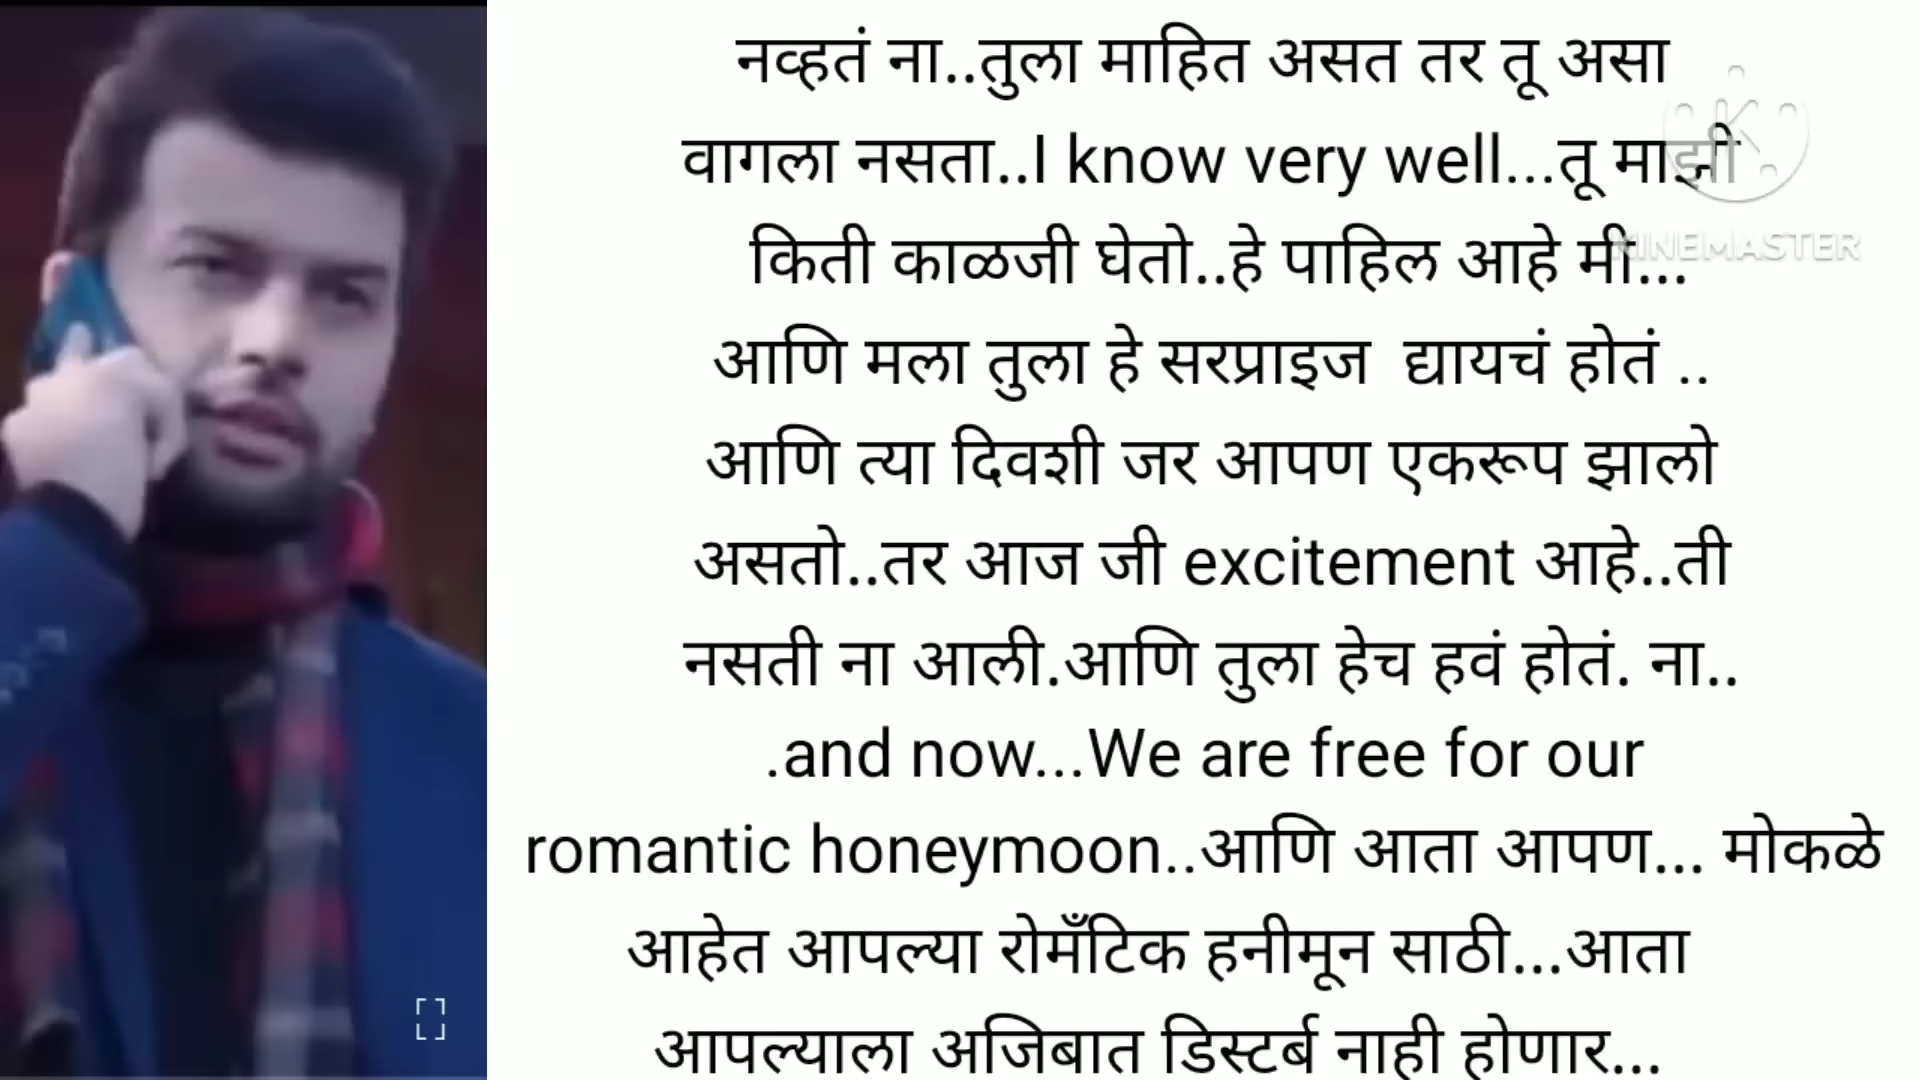 नव्हतं ना..तुला माहित असत तर तू असा
वागला नसता..I know very well...तू माझी
किती काळजी घेतो..हे पाहिल आहे मी...
आणि मला तुला हे सरप्राइज  द्यायचं होतं ..
आणि त्या दिवशी जर आपण एकरूप झालो
असतो..तर आज जी excitement आहे..ती
नसती ना आली.आणि तुला हेच हवं होतं. ना..
.and now...We are free for our
romantic honeymoon..आणि आता आपण... मोकळे
आहेत आपल्या रोमँटिक हनीमून साठी...आता
आपल्याला अजिबात डिस्टर्ब नाही होणार...
K
KINEMASTER